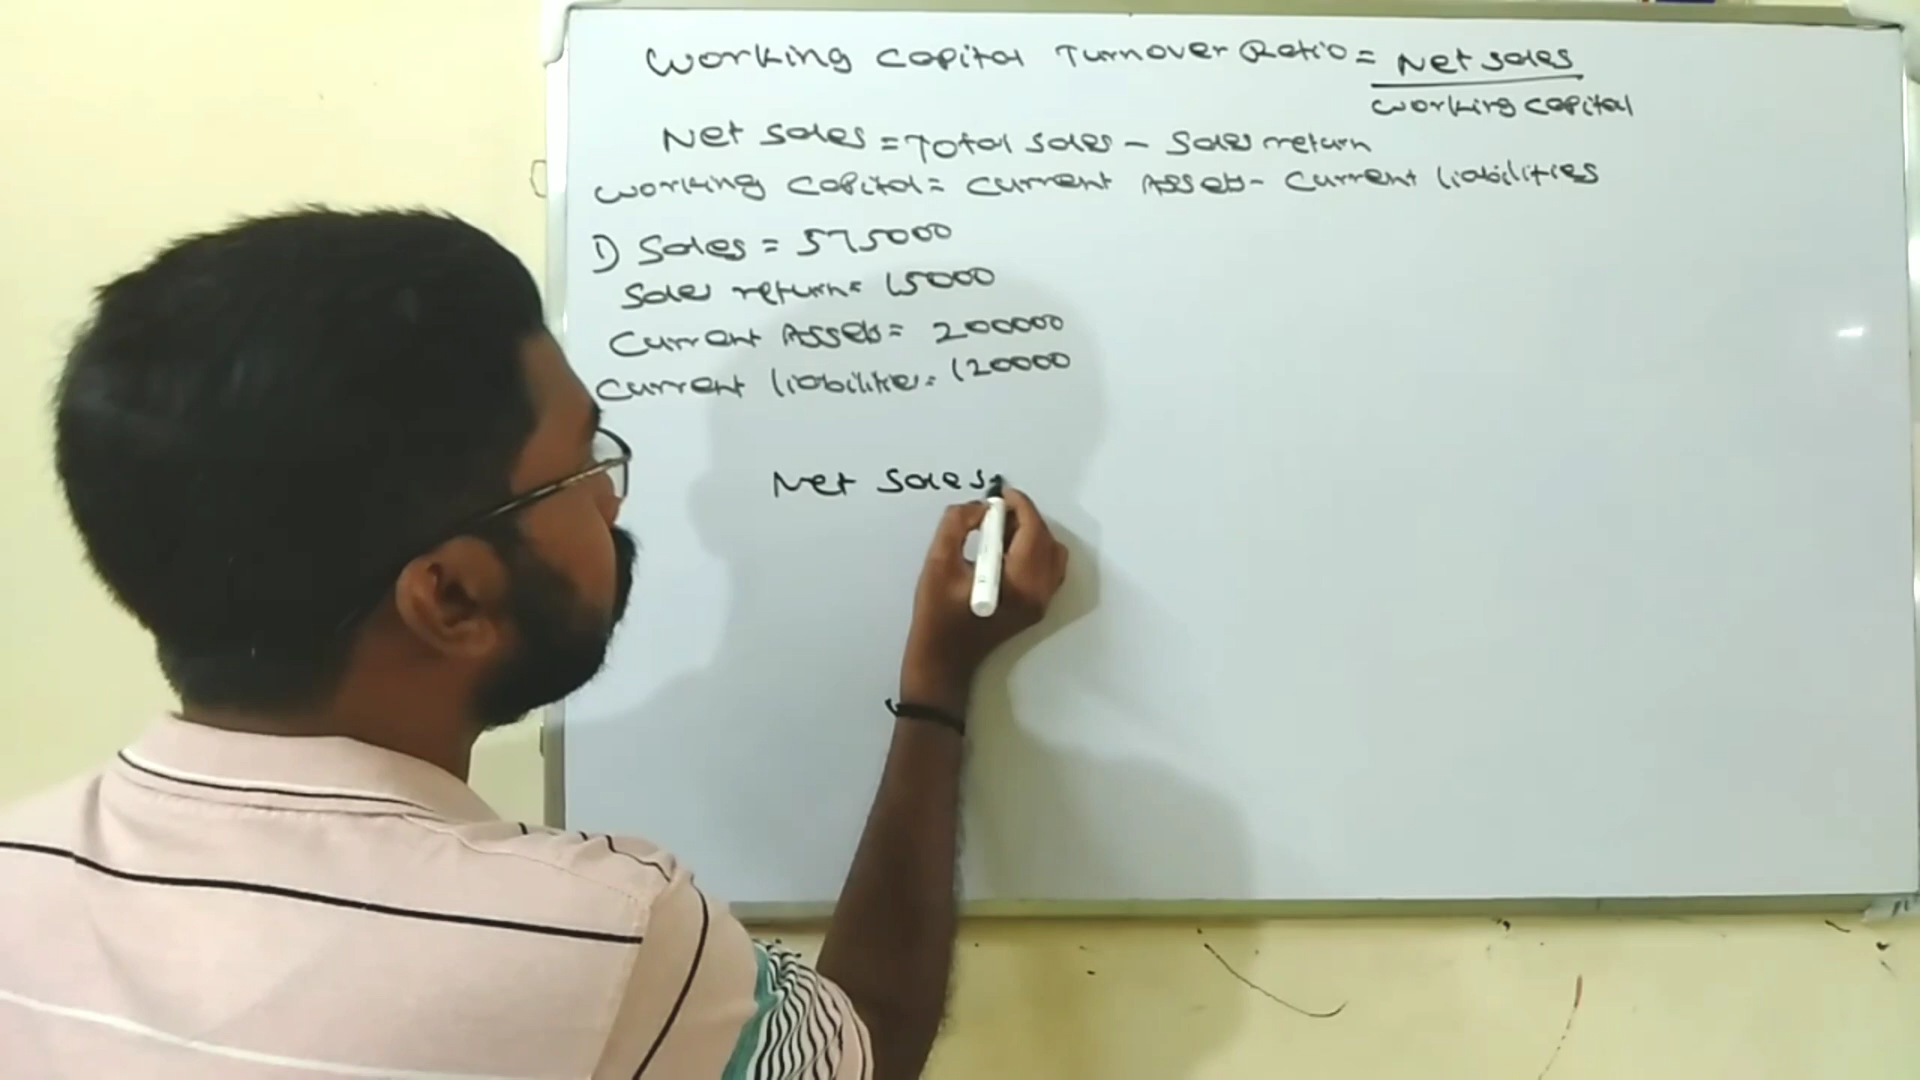 Working Capital Turnover Ratio = Net Sales
Working Capital
Net Sales = Total Sales - Sales return
Working Capital = Current Assets - Current liabilities
1) Sales = 575000
Sales return = 15000
Current Assets = 200000
Current liabilities = 120000
Net Sales